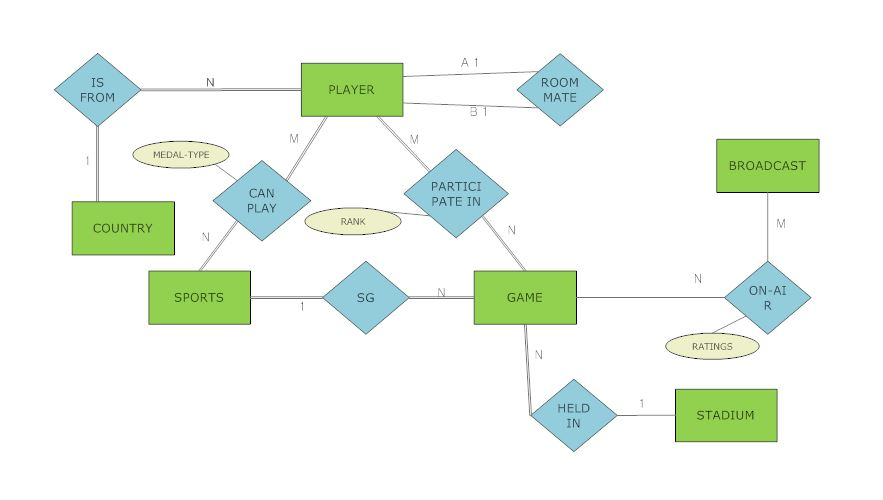 A 1
IS
FROM
N
PLAYER
ROOM
MATE
B 1
M
M
1
MEDAL-TYPE
BROADCAST
CAN
PLAY
PARTICI
PATE IN
RANK
COUNTRY
M
N
N
SPORTS
1
SG
N
GAME
N
ON-AI
R
RATINGS
N
HELD
IN
1
STADIUM